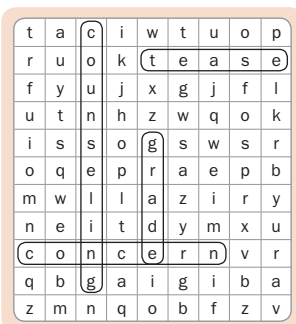 t a c i w t u o p
r u o k t e a s e
f y u j x g j f l
u t n h z w q o k
i s s o g s w s r
o q e p r a e p b
m w l l a z i r y
n e i t d y m x u
c o n c e r n v r
q b g a i g i b a
z m n q o b f z v